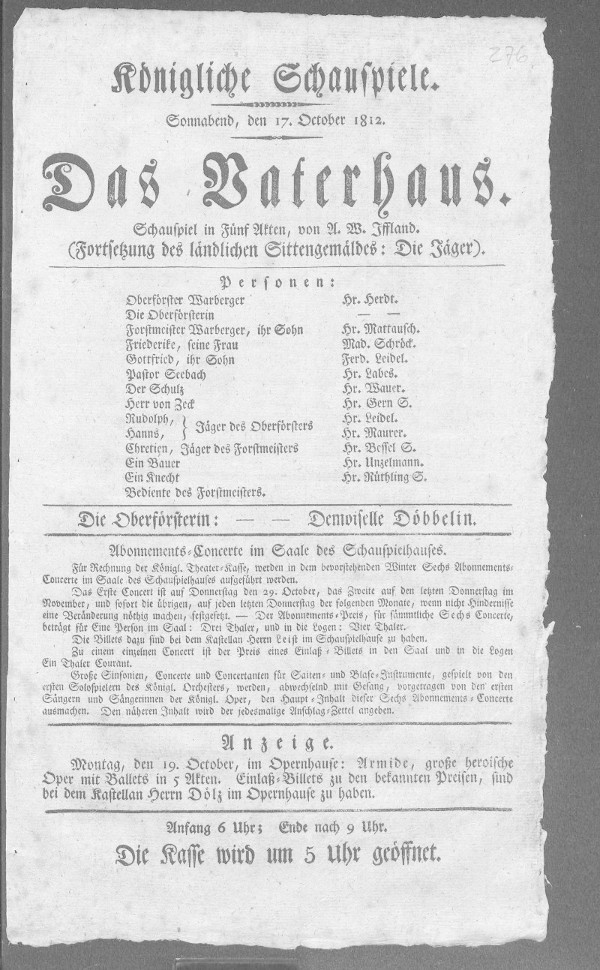 276
Königliche Schauspiele.
Sonnabend, den 17. October 1812.
Das Vaterhaus.
Schauspiel in Fünf Akten, von A. W. Iffland.
(Fortsetzung des ländlichen Sittengemäldes: Die Jäger).
Personen:
Oberförster Warberger Hr. Herdt.
Die Oberförsterin — —
Forstmeister Warberger, ihr Sohn Hr. Mattausch.
Friederike, seine Frau Mad. Schröck.
Gottfried, ihr Sohn Ferd. Leidel.
Pastor Seebach Hr. Labes.
Der Schulz Hr. Wauer.
Herr von Zeck Hr. Gern S.
Rudolph, Hr. Leidel.
} Jäger des Oberförsters
Hanns, Hr. Maurer.
Chretien, Jäger des Forstmeisters Hr. Bessel S.
Ein Bauer Hr. Unzelmann.
Ein Knecht Hr. Rüthling S.
Bediente des Forstmeisters.
Die Oberförsterin: — — Demoiselle Döbbelin.
Abonnements-Concerte im Saale des Schauspielhauses.
Für Rechnung der Königl. Theater-Kasse, werden in dem bevorstehenden Winter Sechs Abonnements-
Concerte im Saale des Schauspielhauses aufgeführt werden.
Das Erste Concert ist auf Donnerstag den 29. October, das Zweite auf den letzten Donnerstag im
November, und sofort die übrigen, auf jeden letzten Donnerstag der folgenden Monate, wenn nicht Hindernisse
eine Veränderung nöthig machen, festgesetzt. — Der Abonnements-Preis, für sämmtliche Sechs Concerte,
beträgt für Eine Person im Saal: Drei Thaler, und in die Logen: Vier Thaler.
Die Billets dazu sind bei dem Kastellan Herrn Leist im Schauspielhause zu haben.
Zu einem einzelnen Concert ist der Preis eines Einlaß-Billets in den Saal und in die Logen
Ein Thaler Courant.
Große Sinfonien, Concerte und Concertanten für Saiten- und Blase-Instrumente, gespielt von den
ersten Solospielern des Königl. Orchesters, werden, abwechselnd mit Gesang, vorgetragen von den ersten
Sängern und Sängerinnen der Königl. Oper, den Haupt-Inhalt dieser Sechs Abonnements-Concerte
ausmachen. Den näheren Inhalt wird der jedesmalige Anschlag-Zettel angeben.
Anzeige.
Montag, den 19. October, im Opernhause: Armide, große heroische
Oper mit Ballets in 5 Akten. Einlaß-Billets zu den bekannten Preisen, sind
bei dem Kastellan Herrn Dölz im Opernhause zu haben.
Anfang 6 Uhr; Ende nach 9 Uhr.
Die Kasse wird um 5 Uhr geöffnet.